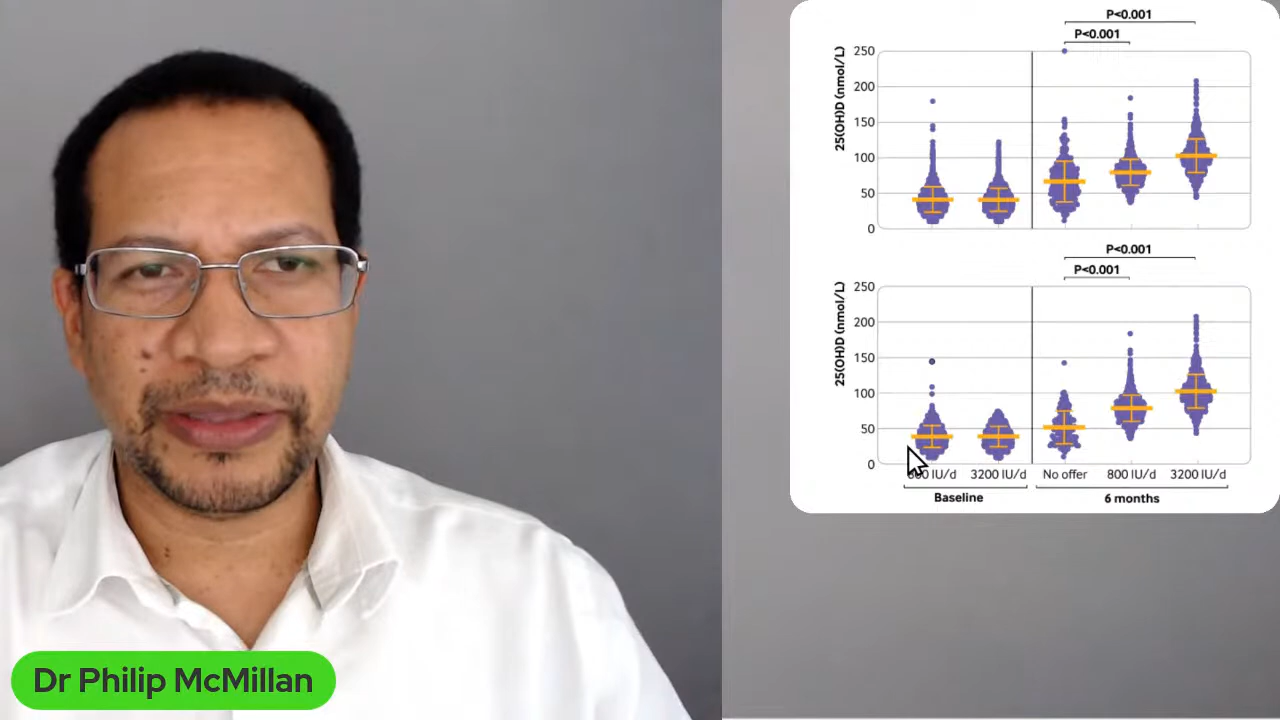 P<0.001
P<0.001
25(OH)D (nmol/L)
250
200
150
100
50
0
P<0.001
P<0.001
25(OH)D (nmol/L)
250
200
150
100
50
0
IU/d 3200 IU/d No offer 800 IU/d 3200 IU/d
Baseline 6 months
Dr Philip McMillan